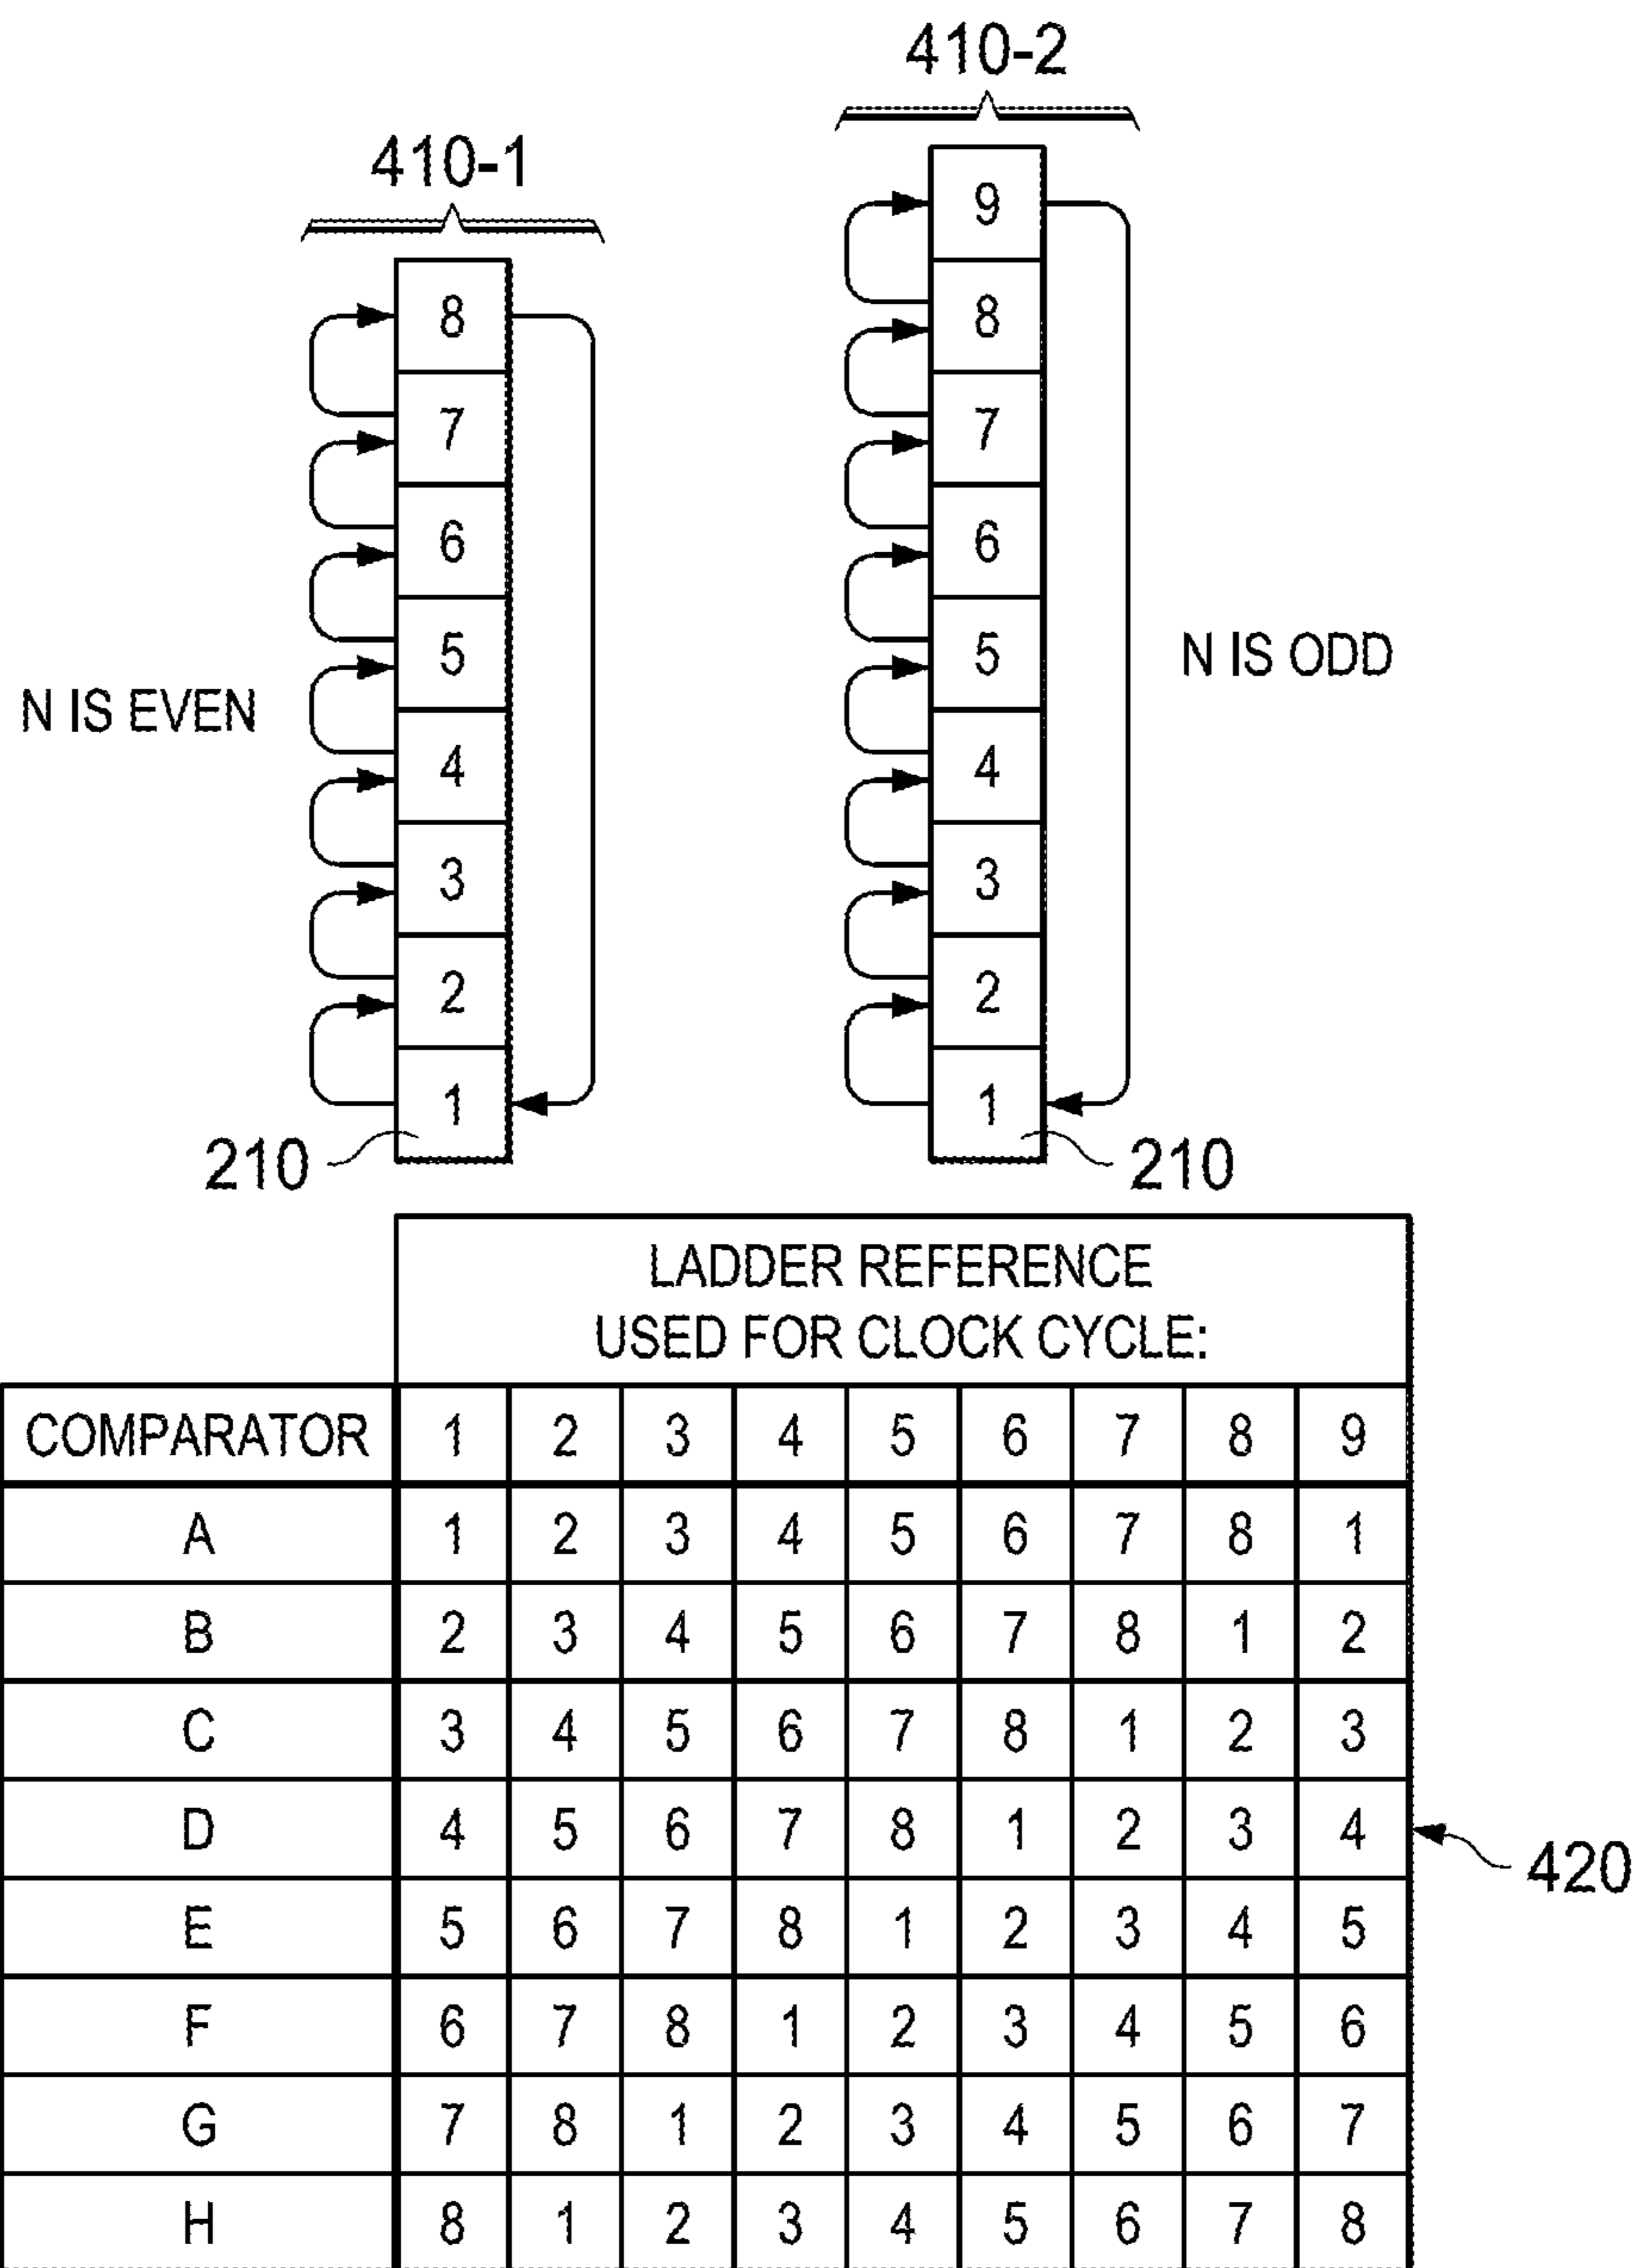 410-2
410-1
9
8 8
7 7
6 6
5 5
N IS EVEN
N IS ODD
4 4
3 3
2 2
1 1
210 210
LADDER REFERENCE
USED FOR CLOCK CYCLE:
COMPARATOR 1 2 3 4 5 6 7 8 9
A 1 2 3 4 5 6 7 8 1
B 2 3 4 5 6 7 8 1 2
C 3 4 5 6 7 8 1 2 3
D 4 5 6 7 8 1 2 3 4
420
E 5 6 7 8 1 2 3 4 5
F 6 7 8 1 2 3 4 5 6
G 7 8 1 2 3 4 5 6 7
H 8 1 2 3 4 5 6 7 8